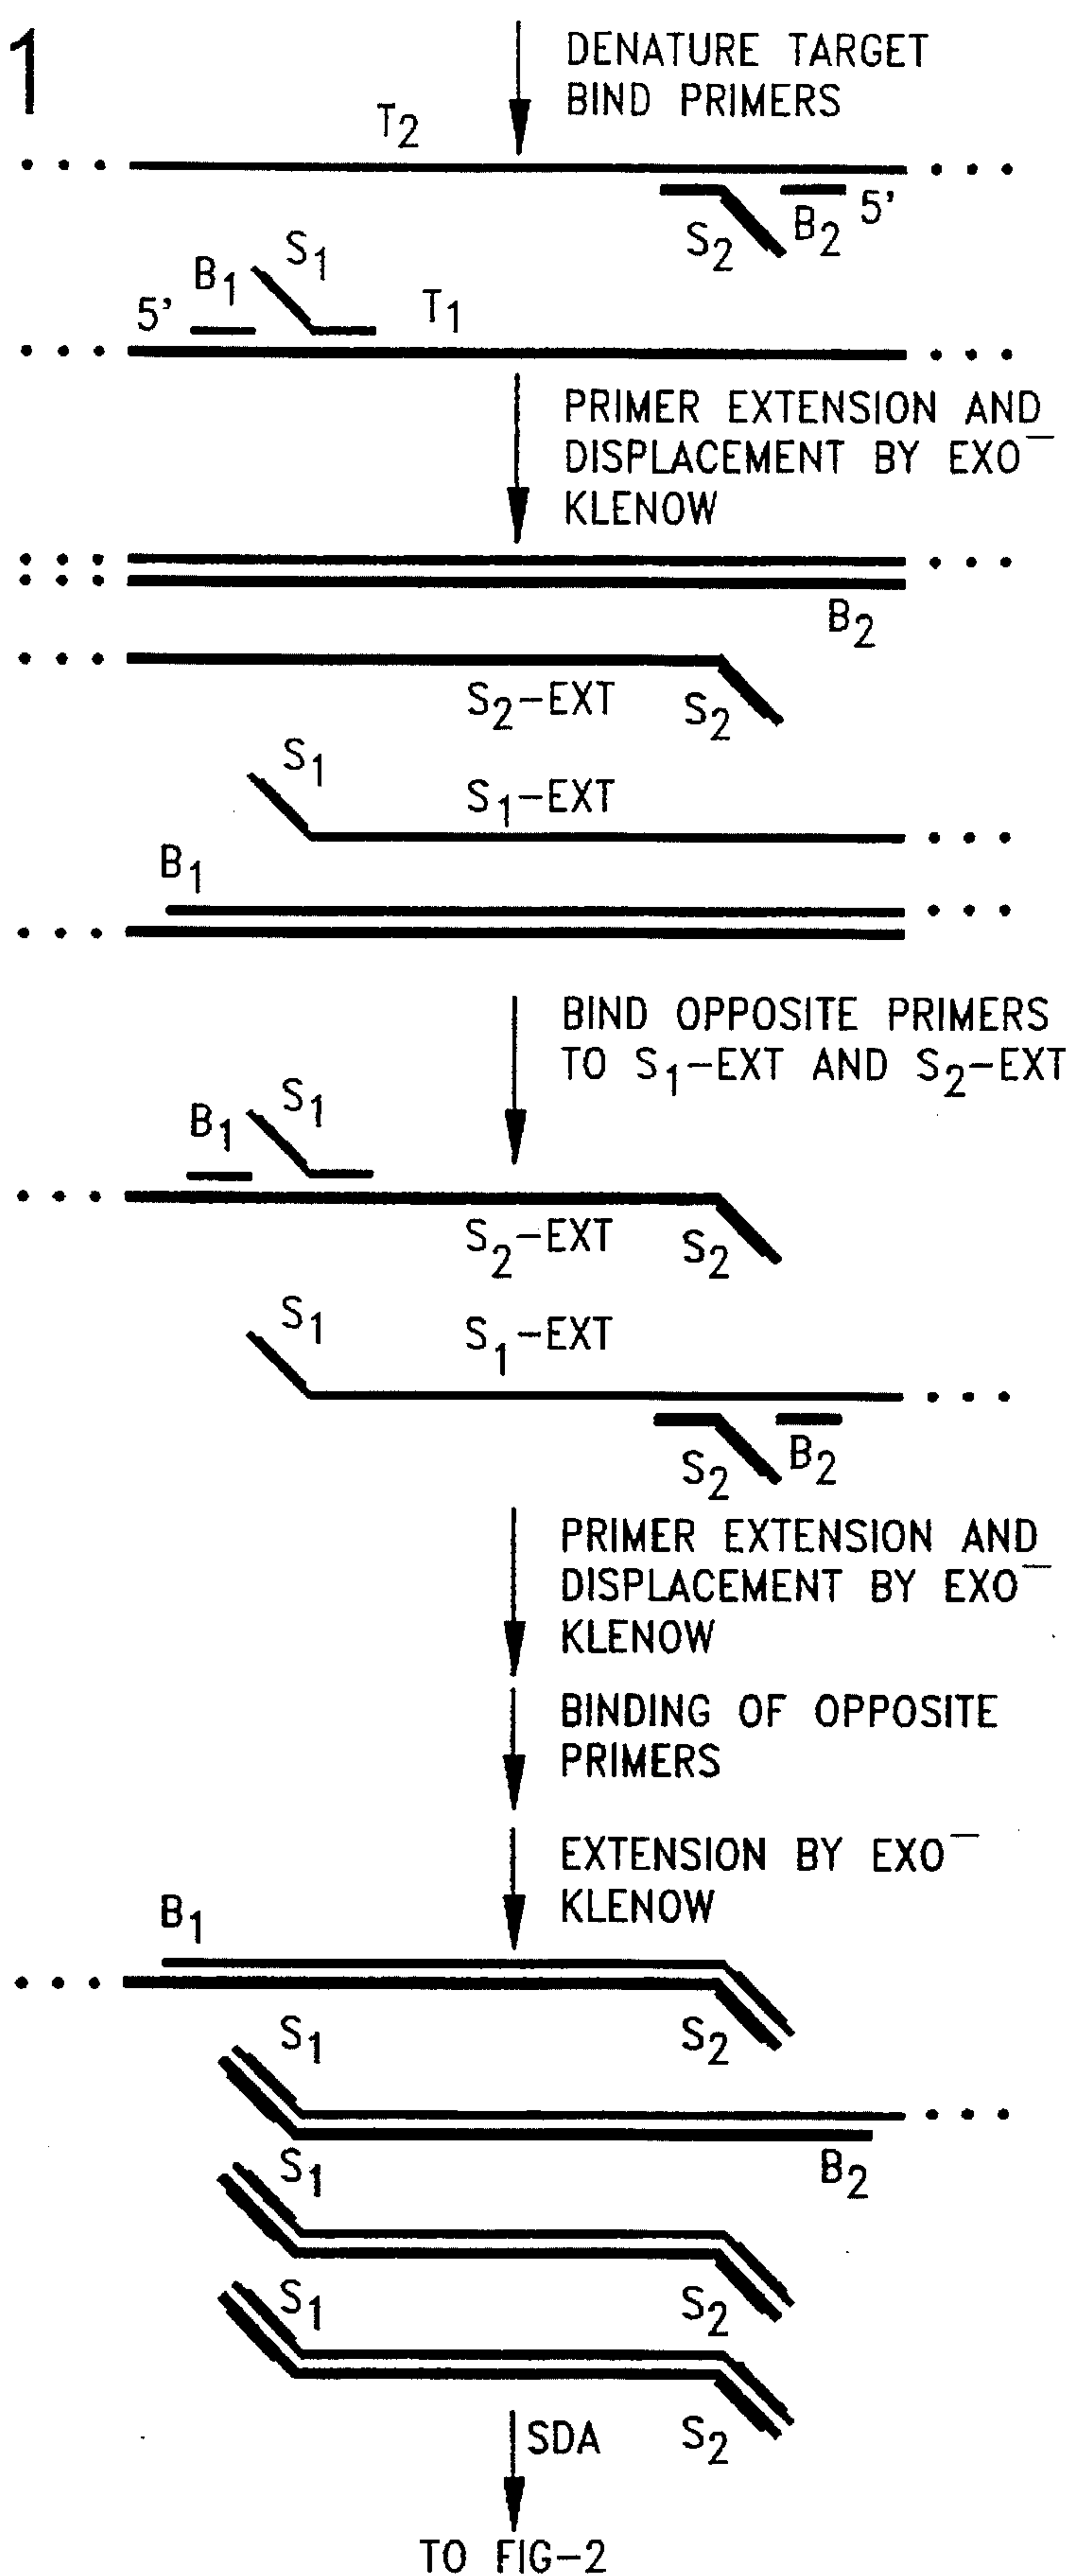 1
DENATURE TARGET
BIND PRIMERS
T2
S2
B2 5'
5' B1 S1 T1
PRIMER EXTENSION AND
DISPLACEMENT BY EXO⁻
KLENOW
B2
S2-EXT S2
S1
S1-EXT
B1
BIND OPPOSITE PRIMERS
TO S1-EXT AND S2-EXT
B1 S1
S2-EXT S2
S1 S1-EXT
S2 B2
PRIMER EXTENSION AND
DISPLACEMENT BY EXO⁻
KLENOW
BINDING OF OPPOSITE
PRIMERS
EXTENSION BY EXO⁻
KLENOW
B1
S1 S2
S1 B2
S1 S2
S2
SDA
TO FIG-2